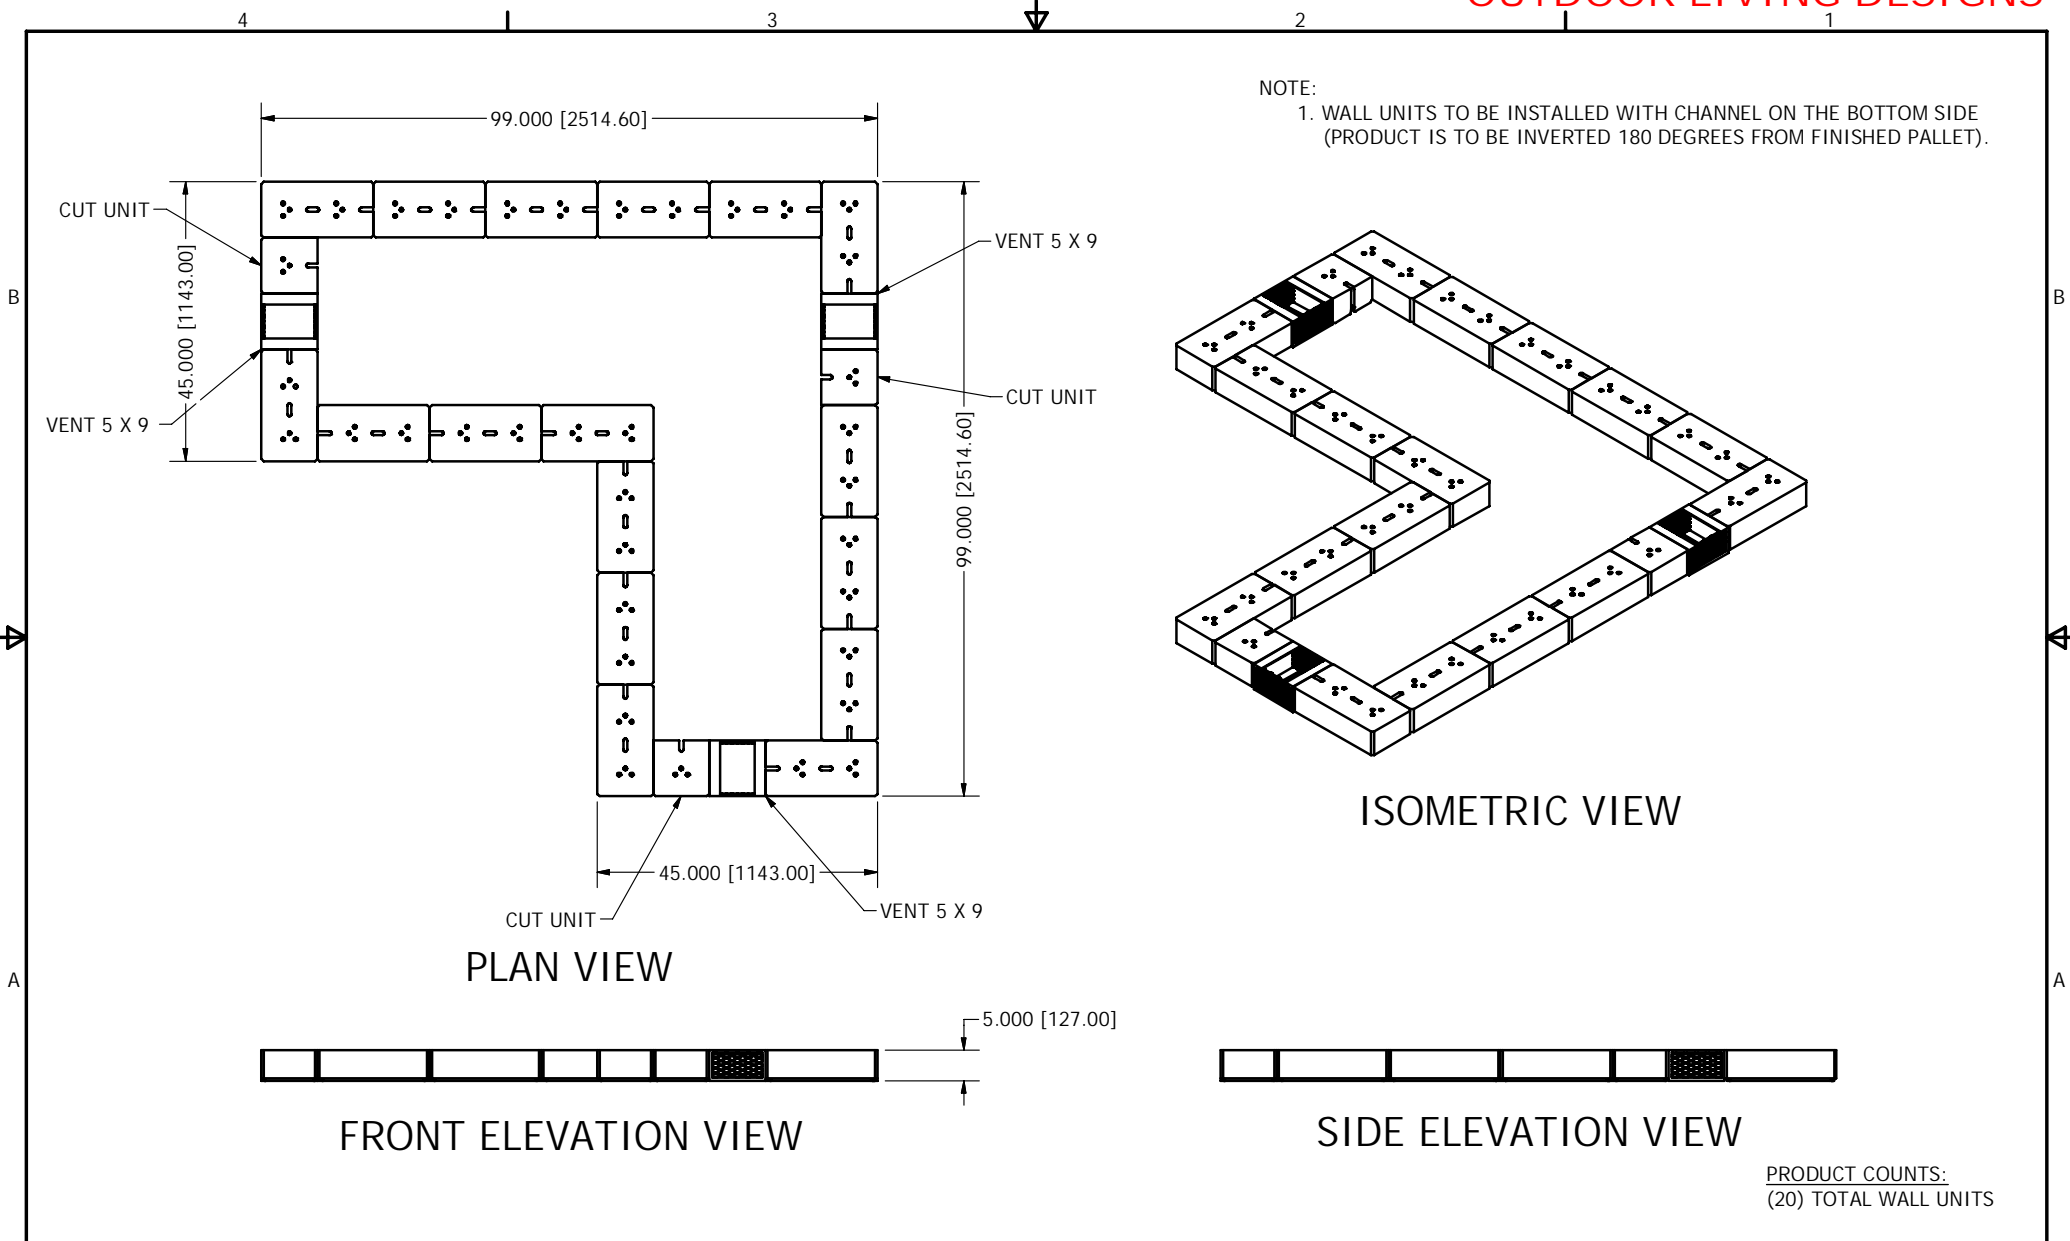 OUTDOOR LIVING DESIGNS
4
3
2
1
NOTE:
1. WALL UNITS TO BE INSTALLED WITH CHANNEL ON THE BOTTOM SIDE
(PRODUCT IS TO BE INVERTED 180 DEGREES FROM FINISHED PALLET).
99.000 [2514.60]
CUT UNIT
45.000 [1143.00]
VENT 5 X 9
VENT 5 X 9
CUT UNIT
99.000 [2514.60]
B
B
45.000 [1143.00]
CUT UNIT
VENT 5 X 9
PLAN VIEW
ISOMETRIC VIEW
A
A
5.000 [127.00]
FRONT ELEVATION VIEW
SIDE ELEVATION VIEW
PRODUCT COUNTS:
(20) TOTAL WALL UNITS